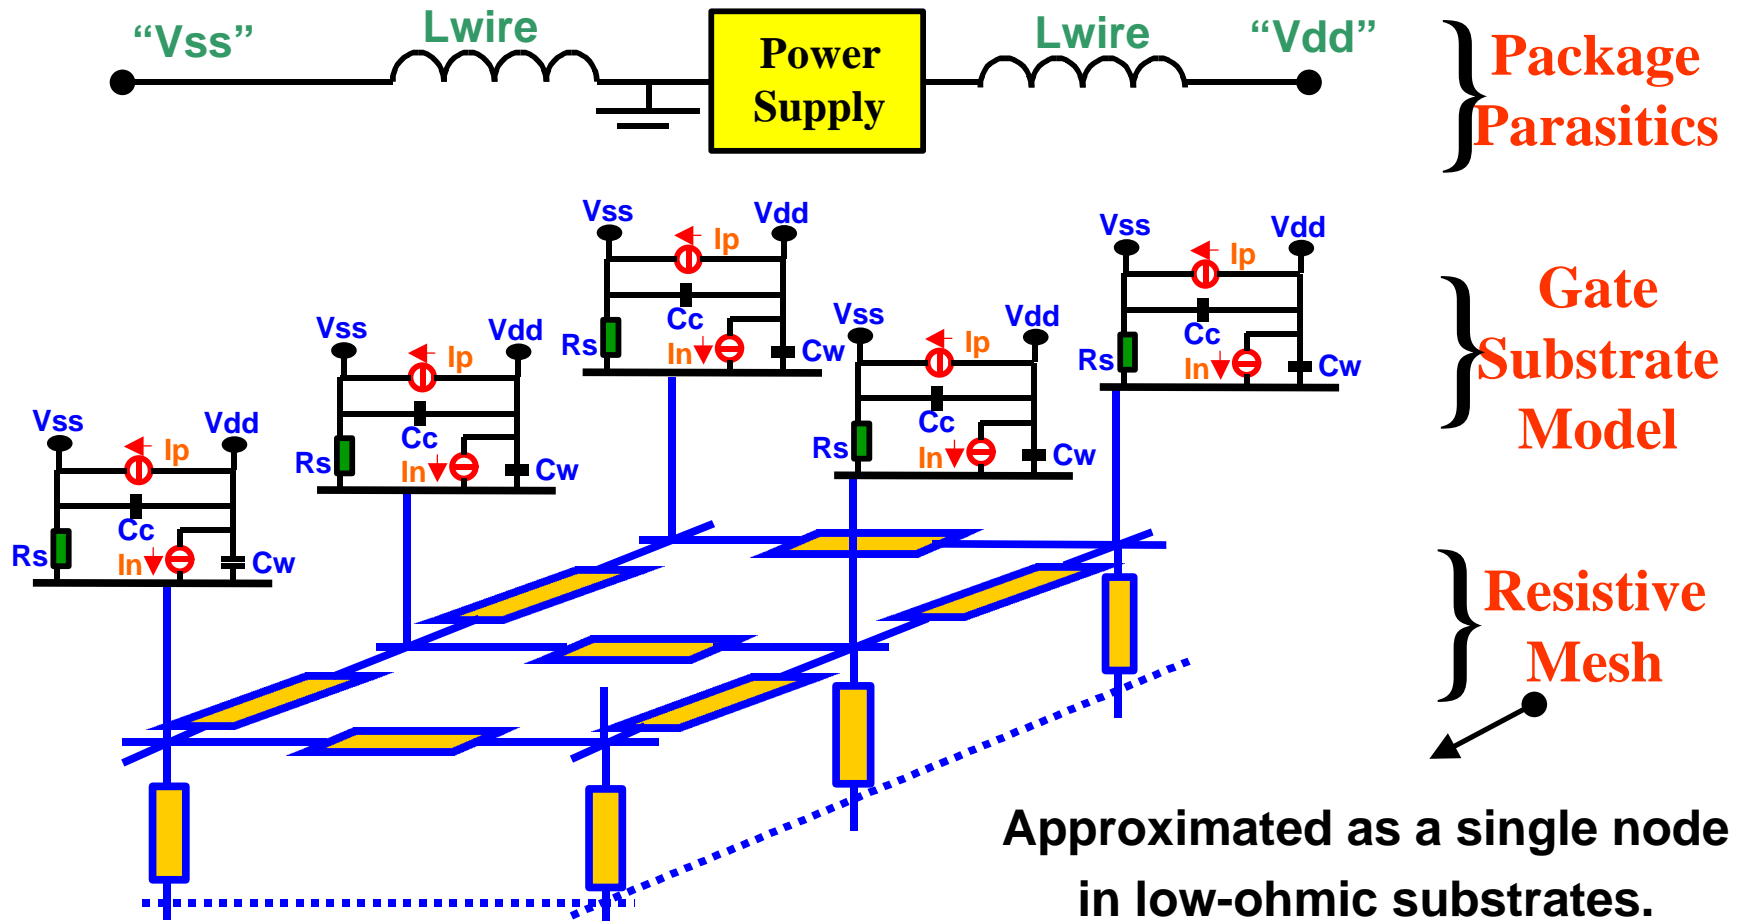 “Vss”
Lwire
Power
Supply
Lwire
“Vdd”
Package
Parasitics
Vss
Vdd
Ip
Cc
Rs
In
Cw
Vss
Vdd
Ip
Cc
Rs
In
Cw
Vss
Vdd
Ip
Cc
Rs
In
Cw
Vss
Vdd
Ip
Cc
Rs
In
Cw
Vss
Vdd
Ip
Cc
Rs
In
Cw
Gate
Substrate
Model
Resistive
Mesh
Approximated as a single node
in low-ohmic substrates.